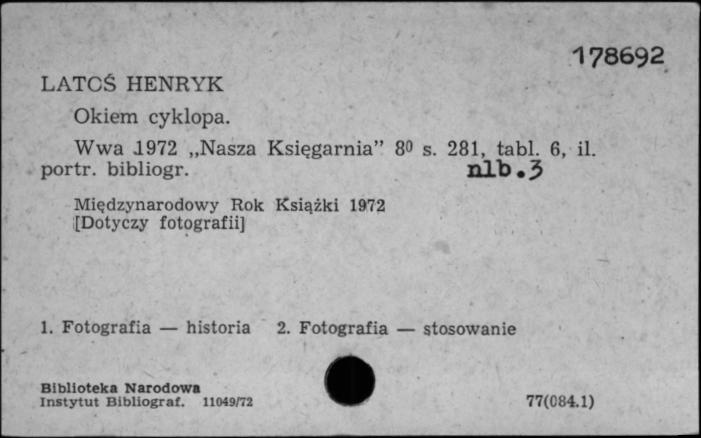 178692
LATOŚ HENRYK
Okiem cyklopa.
Wwa 1972 „Nasza Księgarnia” 8⁰ s. 281, tabl. 6, il.
portr. bibliogr. nlb. 3
Międzynarodowy Rok Książki 1972
[Dotyczy fotografii]
1. Fotografia — historia 2. Fotografia — stosowanie
Biblioteka Narodowa
Instytut Bibliograf. 11049/72 77(084.1)